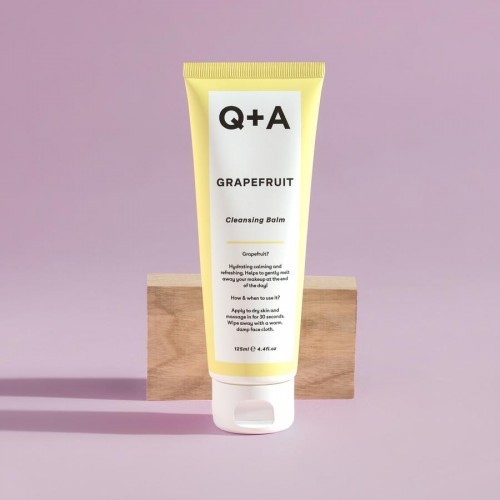 Q+A
GRAPEFRUIT
Cleansing Balm
Grapefruit?
Hydrating calming and
refreshing. Helps to gently melt
away your makeup at the end
of the day!
How & when to use it?
Apply to dry skin and
massage in for 30 seconds.
Wipe away with a warm,
damp face cloth.
125ml ℮ 4.4fl.oz